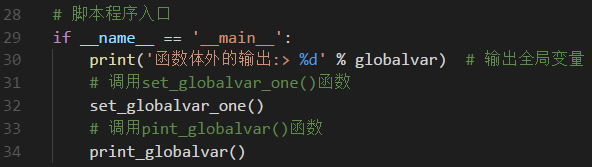 28 # 脚本程序入口
29 if __name__ == '__main__':
30 print('函数体外的输出:> %d' % globalvar) # 输出全局变量
31 # 调用set_globalvar_one()函数
32 set_globalvar_one()
33 # 调用pint_globalvar()函数
34 print_globalvar()